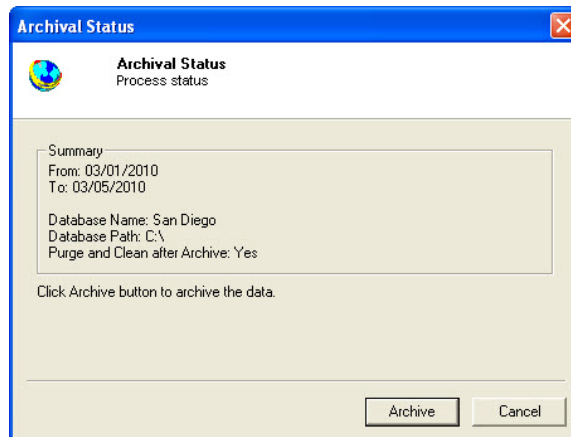 Archival Status
Archival Status
Process status
Summary
From: 03/01/2010
To: 03/05/2010
Database Name: San Diego
Database Path: C:\
Purge and Clean after Archive: Yes
Click Archive button to archive the data.
Archive Cancel